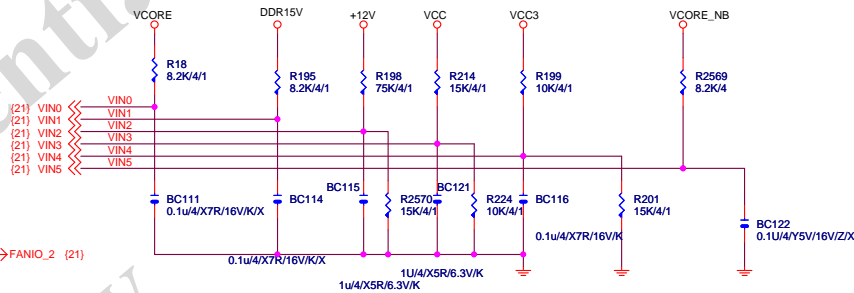 VCORE DDR15V +12V VCC VCC3 VCORE_NB
R18
8.2K/4/1
R195
8.2K/4/1
R198
75K/4/1
R214
15K/4/1
R199
10K/4/1
R2569
8.2K/4
{21} VIN0 VIN0
{21} VIN1 VIN1
{21} VIN2 VIN2
{21} VIN3 VIN3
{21} VIN4 VIN4
{21} VIN5 VIN5
BC111
0.1u/4/X7R/16V/K/X
BC114
0.1u/4/X7R/16V/K/X
BC115
1u/4/X5R/6.3V/K
R2570
15K/4/1
BC121
1U/4/X5R/6.3V/K
R224
10K/4/1
BC116
0.1u/4/X7R/16V/K
R201
15K/4/1
BC122
0.1U/4/Y5V/16V/Z/X
FANIO_2 {21}